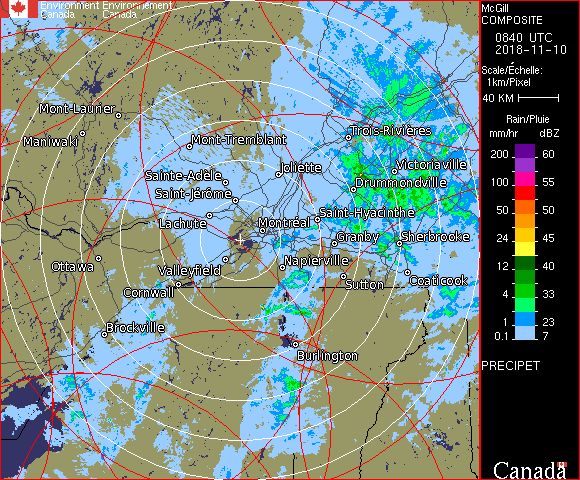 Environment Environnement
Canada Canada
McGill
COMPOSITE
0840 UTC
2018-11-10
Scale/Échelle:
1km/Pixel
40 KM
Rain/Pluie
mm/hr dBZ
200 60
100 55
50 50
24 45
12 40
4 33
1 23
0.1 7
PRECIPET
Canada
Mont-Laurier
Maniwaki
Mont-Tremblant
Trois-Rivières
Joliette
Victoriaville
Sainte-Adèle
Drummondville
Saint-Jérôme
Lachute
Saint-Hyacinthe
Montréal
Granby
Sherbrooke
Ottawa
Valleyfield
Napierville
Cornwall
Sutton
Coaticook
Brockville
Burlington